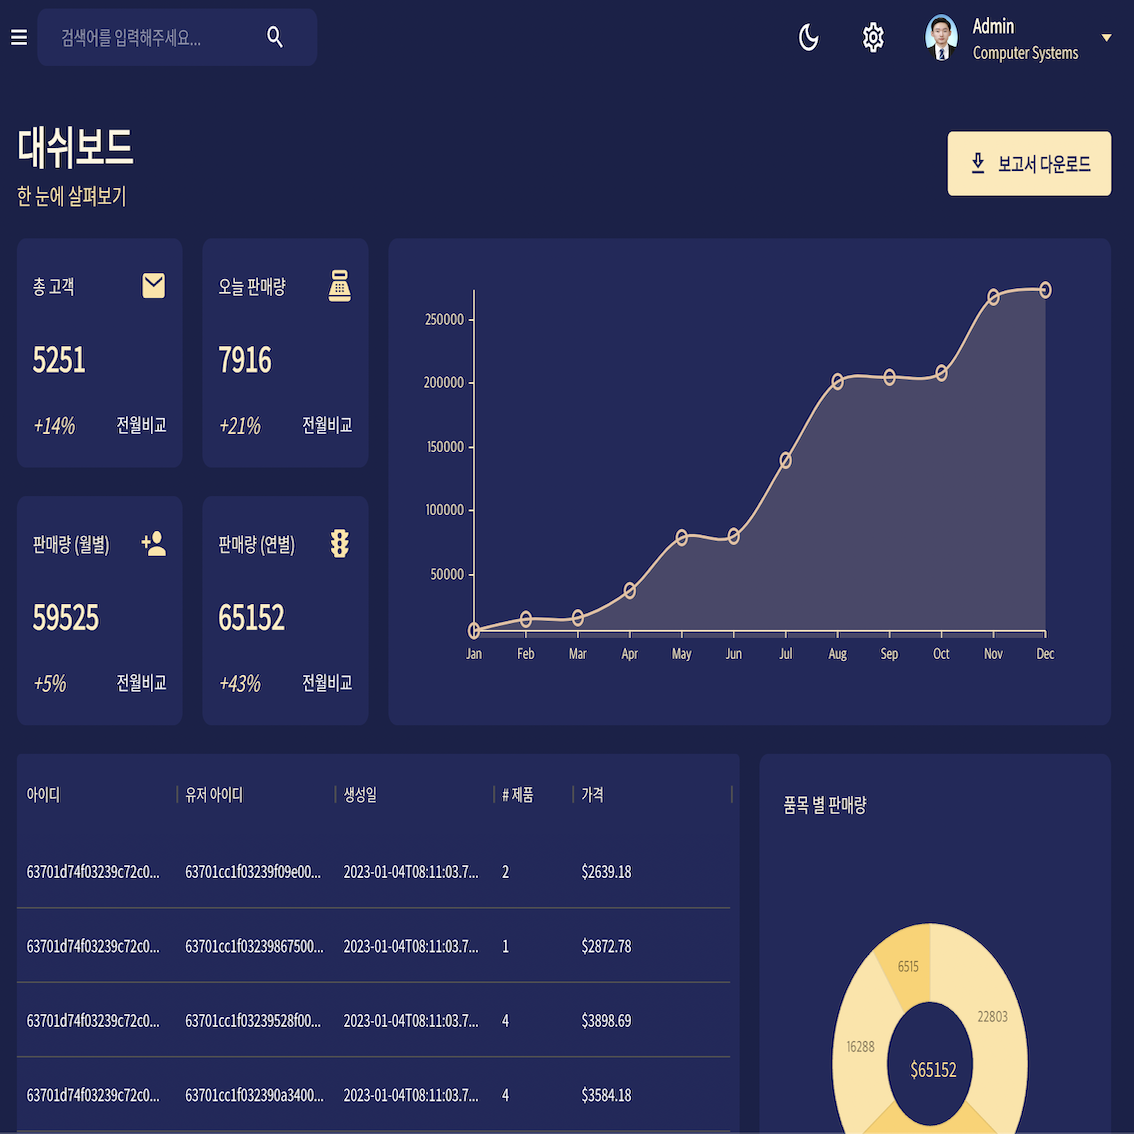 검색어를 입력해주세요...
Admin
Computer Systems
대쉬보드
한 눈에 살펴보기
보고서 다운로드
총 고객
5251
+14% 전월비교
오늘 판매량
7916
+21% 전월비교
판매량 (월별)
59525
+5% 전월비교
판매량 (연별)
65152
+43% 전월비교
250000
200000
150000
100000
50000
Jan Feb Mar Apr May Jun Jul Aug Sep Oct Nov Dec
아이디 유저 아이디 생성일 # 제품 가격
63701d74f03239c72c0... 63701cc1f03239f09e00... 2023-01-04T08:11:03.7... 2 $2639.18
63701d74f03239c72c0... 63701cc1f03239867500... 2023-01-04T08:11:03.7... 1 $2872.78
63701d74f03239c72c0... 63701cc1f03239528f00... 2023-01-04T08:11:03.7... 4 $3898.69
63701d74f03239c72c0... 63701cc1f032390a3400... 2023-01-04T08:11:03.7... 4 $3584.18
품목 별 판매량
6515
22803
16288
$65152